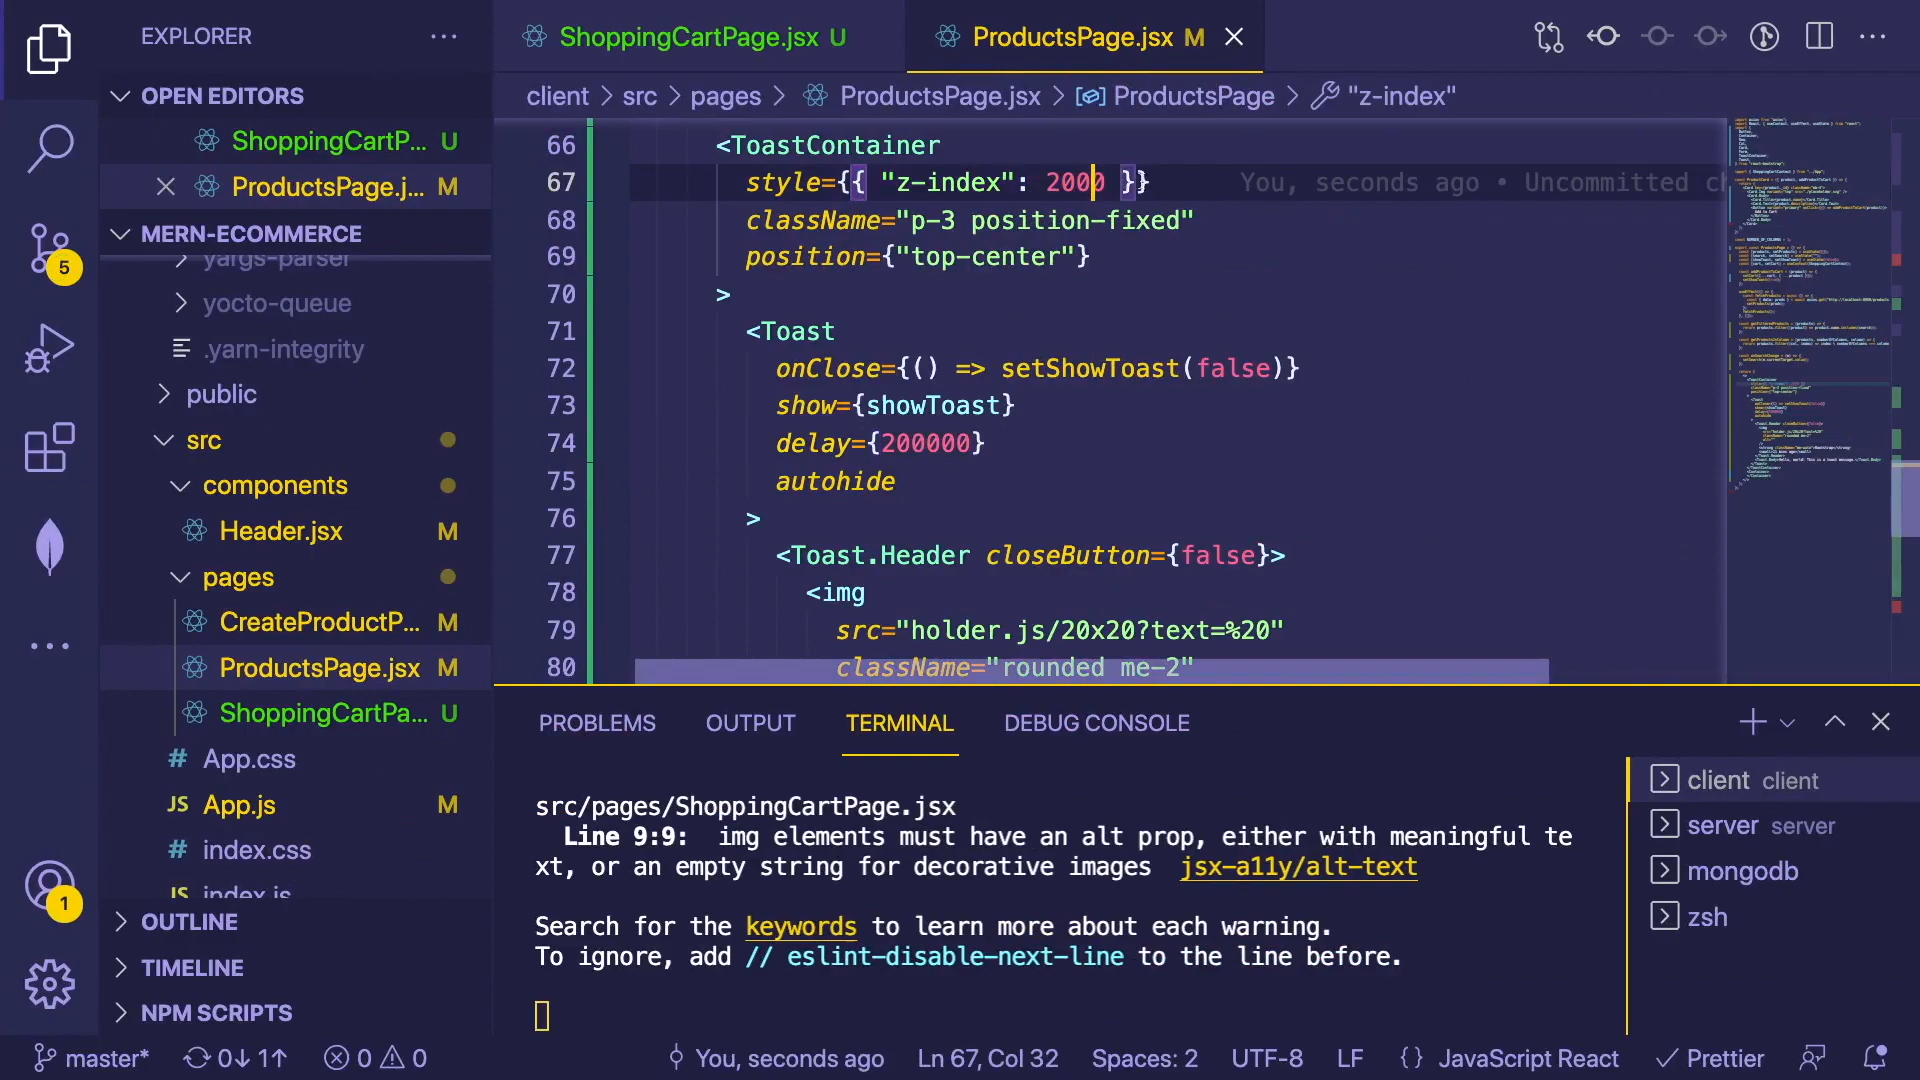 EXPLORER
ShoppingCartPage.jsx U
ProductsPage.jsx M
OPEN EDITORS
ShoppingCartP... U
ProductsPage.j... M
MERN-ECOMMERCE
yargs-parser
yocto-queue
.yarn-integrity
public
src
components
Header.jsx M
pages
CreateProductP... M
ProductsPage.jsx M
ShoppingCartPa... U
# App.css
JS App.js M
# index.css
JS index.js
OUTLINE
TIMELINE
NPM SCRIPTS
5
1
client > src > pages > ProductsPage.jsx > ProductsPage > "z-index"
66 <ToastContainer
67 style={{ "z-index": 2000 }} You, seconds ago • Uncommitted ch
68 className="p-3 position-fixed"
69 position={"top-center"}
70 >
71 <Toast
72 onClose={() => setShowToast(false)}
73 show={showToast}
74 delay={200000}
75 autohide
76 >
77 <Toast.Header closeButton={false}>
78 <img
79 src="holder.js/20x20?text=%20"
80 className="rounded me-2"
PROBLEMS OUTPUT TERMINAL DEBUG CONSOLE
src/pages/ShoppingCartPage.jsx
Line 9:9: img elements must have an alt prop, either with meaningful te
xt, or an empty string for decorative images jsx-a11y/alt-text
Search for the keywords to learn more about each warning.
To ignore, add // eslint-disable-next-line to the line before.
client client
server server
mongodb
zsh
master* 0↓ 1↑ 0 0 You, seconds ago Ln 67, Col 32 Spaces: 2 UTF-8 LF {} JavaScript React Prettier